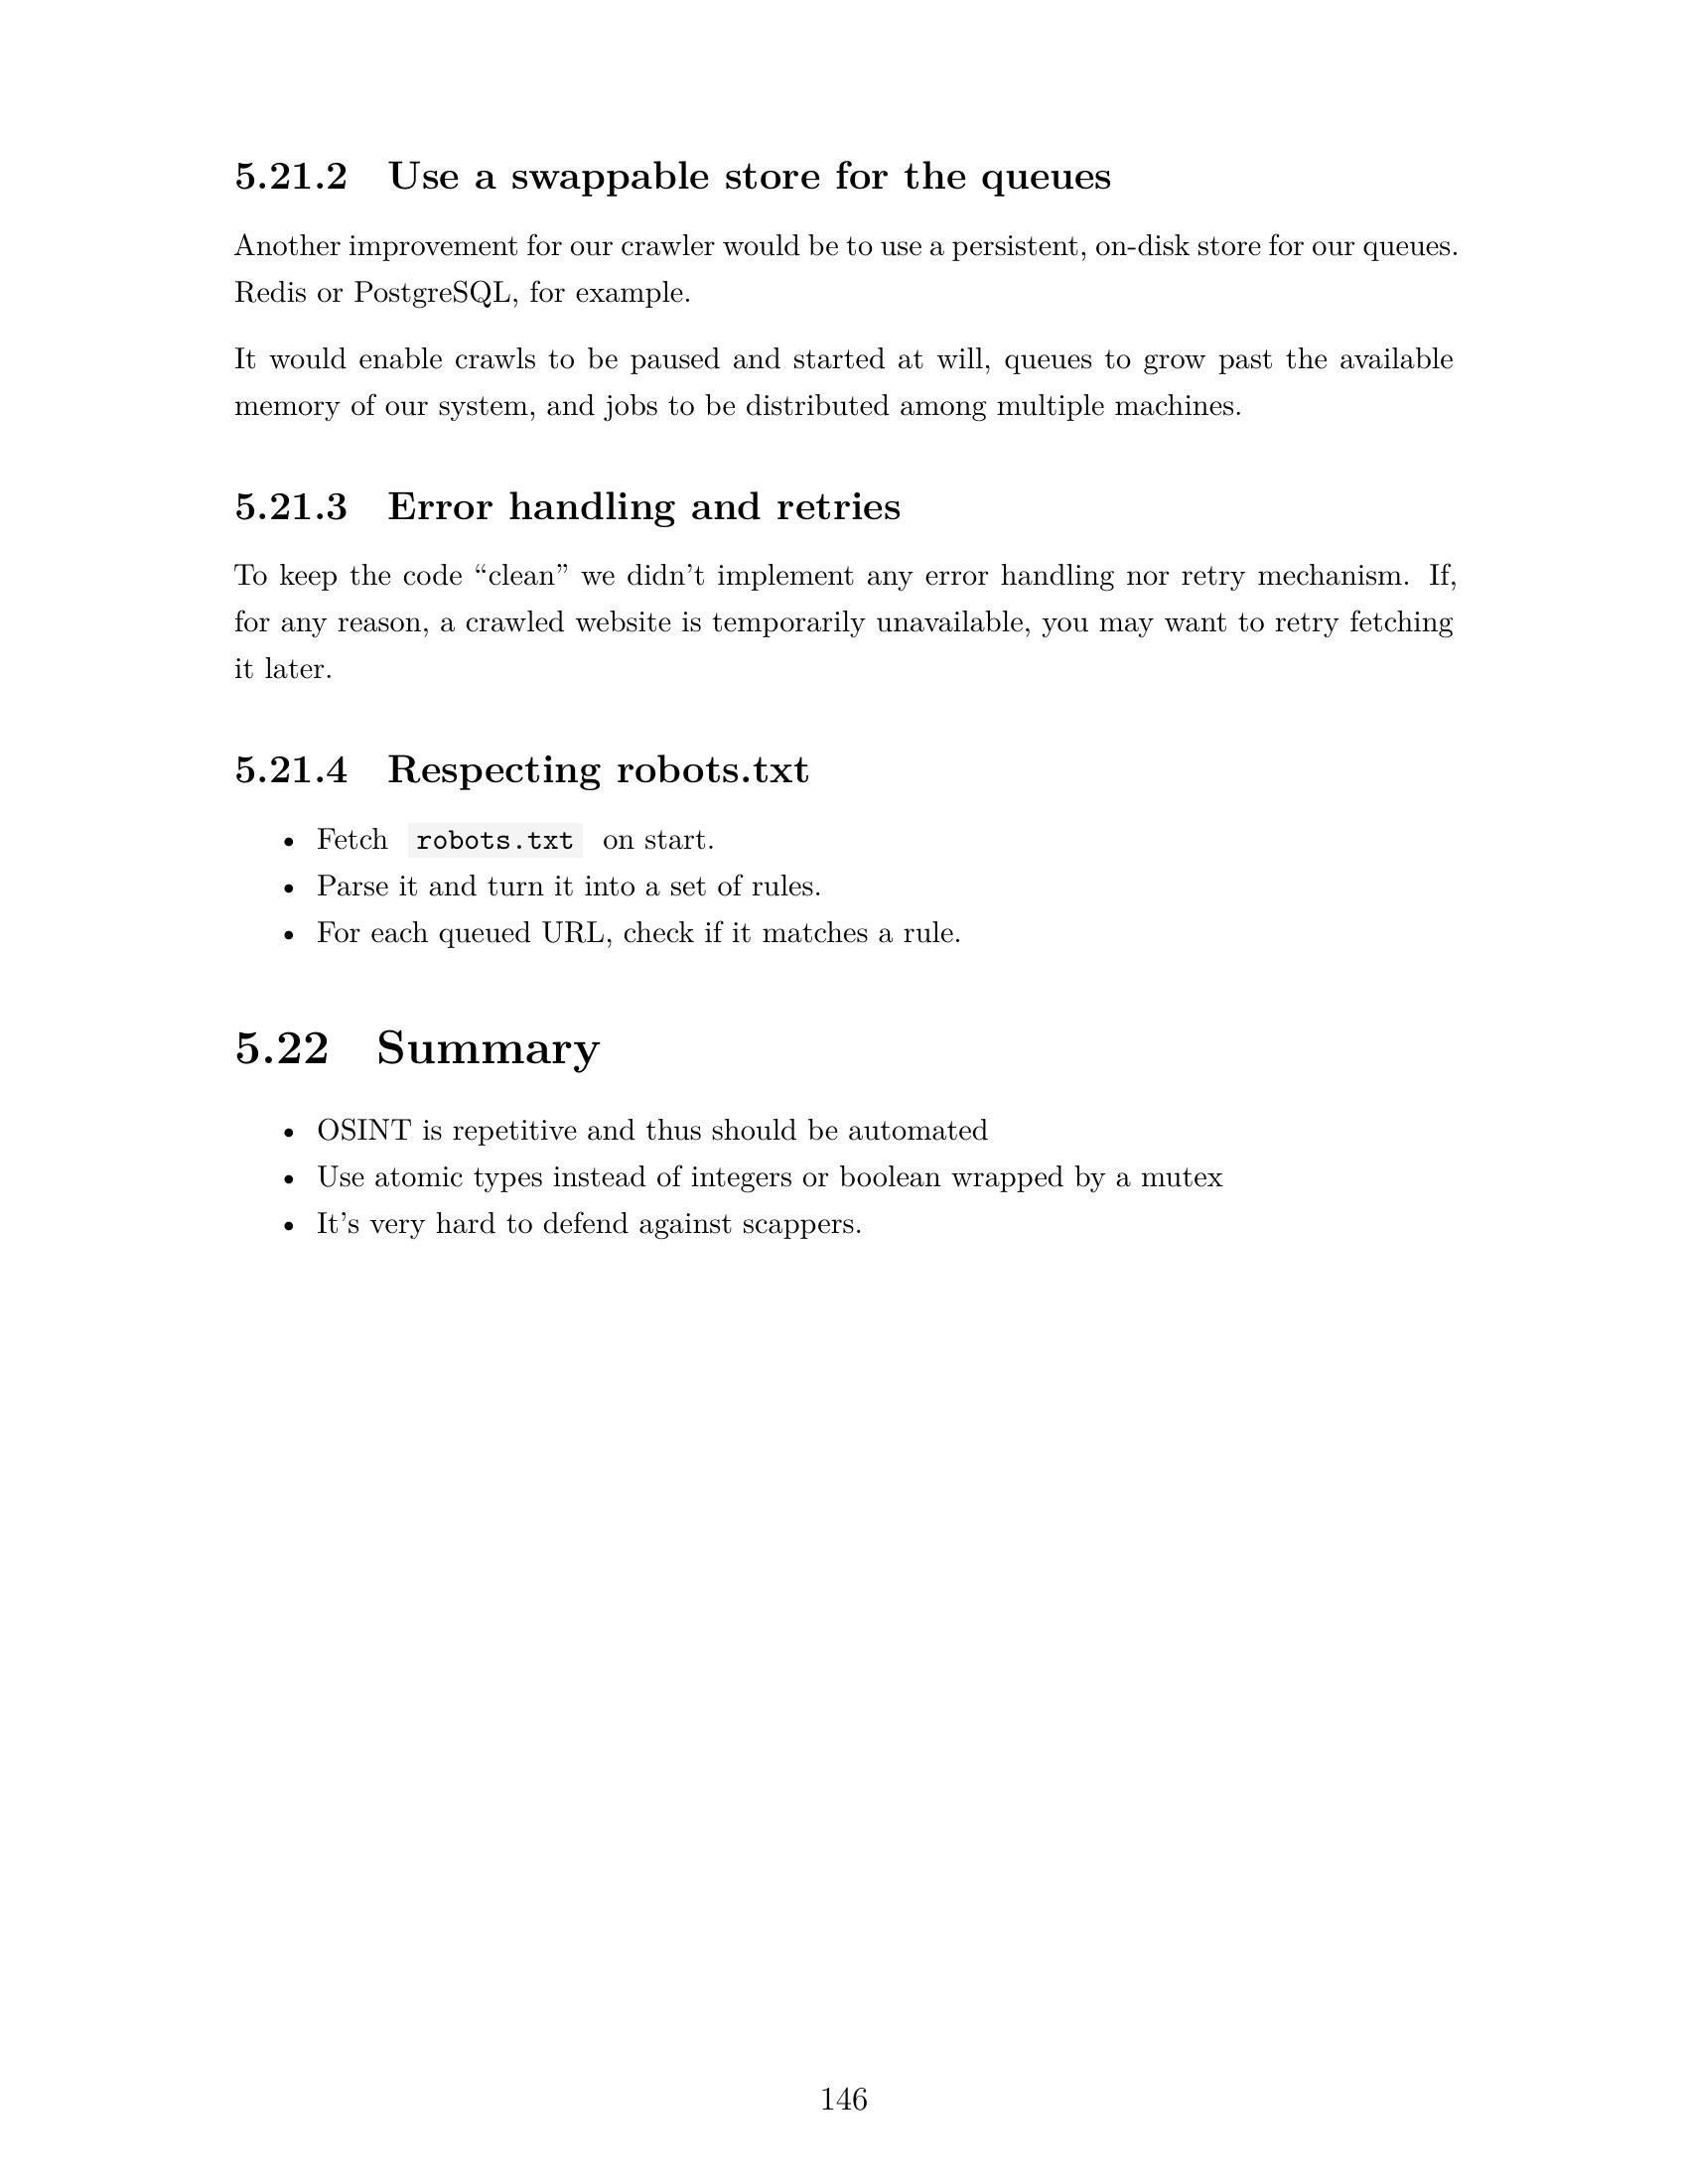 5.21.2 Use a swappable store for the queues
Another improvement for our crawler would be to use a persistent, on-disk store for our queues.
Redis or PostgreSQL, for example.
It would enable crawls to be paused and started at will, queues to grow past the available
memory of our system, and jobs to be distributed among multiple machines.
5.21.3 Error handling and retries
To keep the code “clean” we didn’t implement any error handling nor retry mechanism. If,
for any reason, a crawled website is temporarily unavailable, you may want to retry fetching
it later.
5.21.4 Respecting robots.txt
• Fetch robots.txt on start.
• Parse it and turn it into a set of rules.
• For each queued URL, check if it matches a rule.
5.22 Summary
• OSINT is repetitive and thus should be automated
• Use atomic types instead of integers or boolean wrapped by a mutex
• It’s very hard to defend against scappers.
146